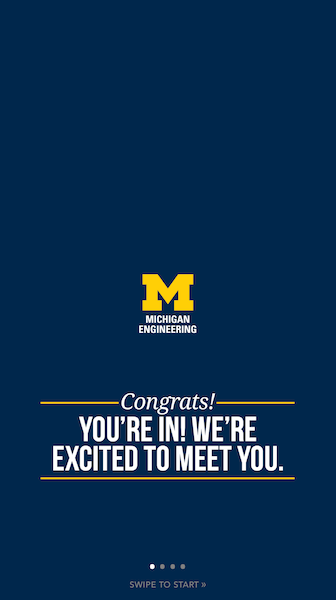 M
MICHIGAN
ENGINEERING
Congrats!
YOU'RE IN! WE'RE
EXCITED TO MEET YOU.
SWIPE TO START »